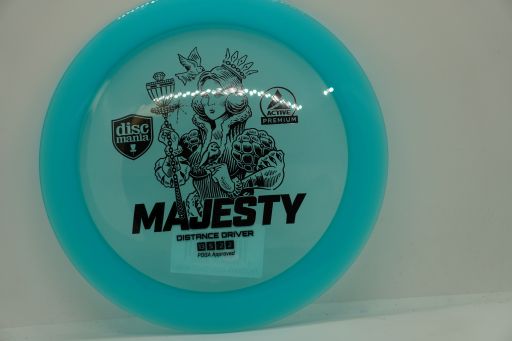 disc
mania
ACTIVE
PREMIUM
MAJESTY
DISTANCE DRIVER
PDGA Approved